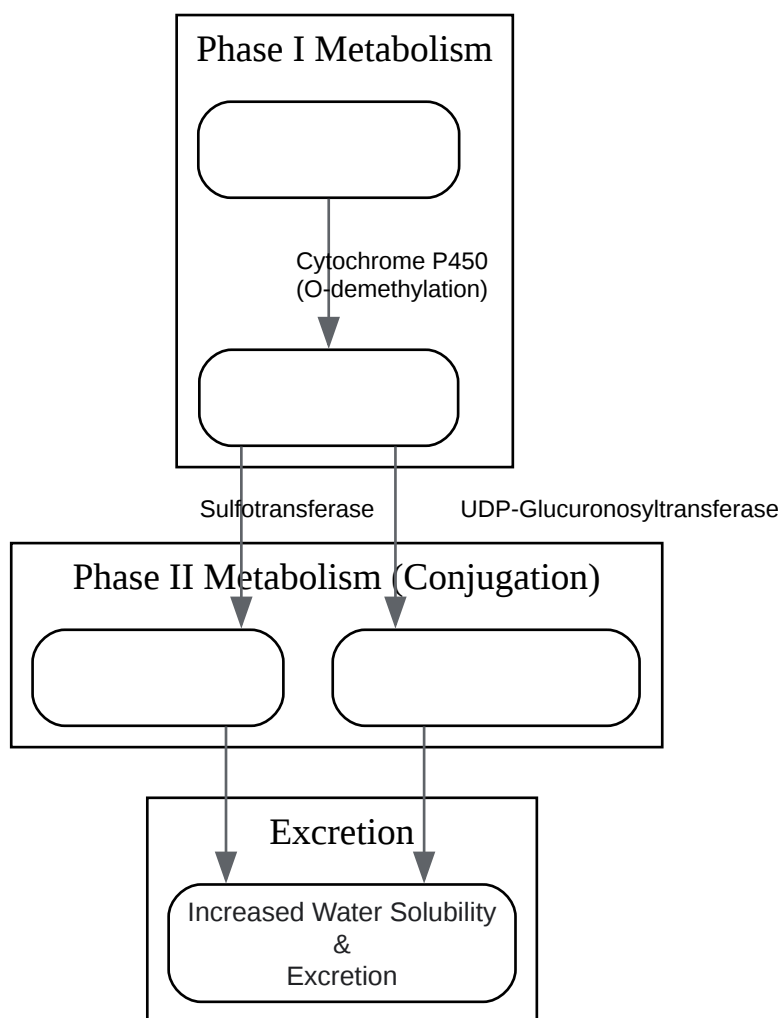 Phase I Metabolism
Cytochrome P450
(O-demethylation)
Sulfotransferase
UDP-Glucuronosyltransferase
Phase II Metabolism (Conjugation)
Excretion
Increased Water Solubility
&
Excretion